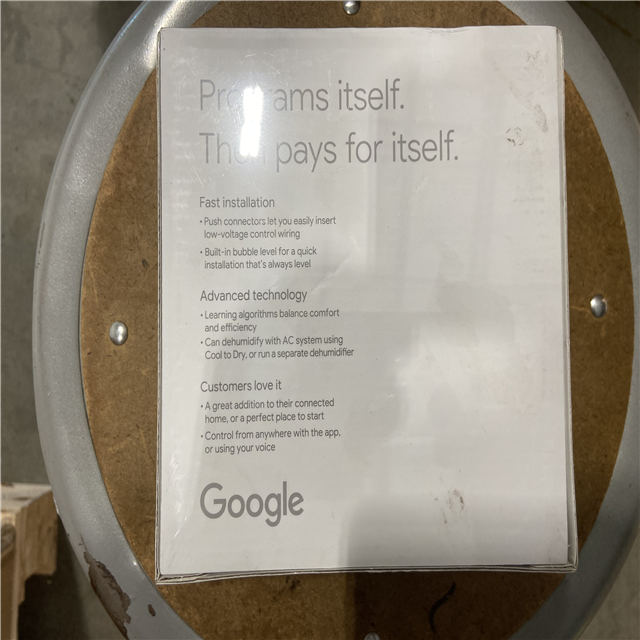 Programs itself.
Then pays for itself.
Fast installation
• Push connectors let you easily insert
low-voltage control wiring
• Built-in bubble level for a quick
installation that's always level
Advanced technology
• Learning algorithms balance comfort
and efficiency
• Can dehumidify with AC system using
Cool to Dry, or run a separate dehumidifier
Customers love it
• A great addition to their connected
home, or a perfect place to start
• Control from anywhere with the app,
or using your voice
Google